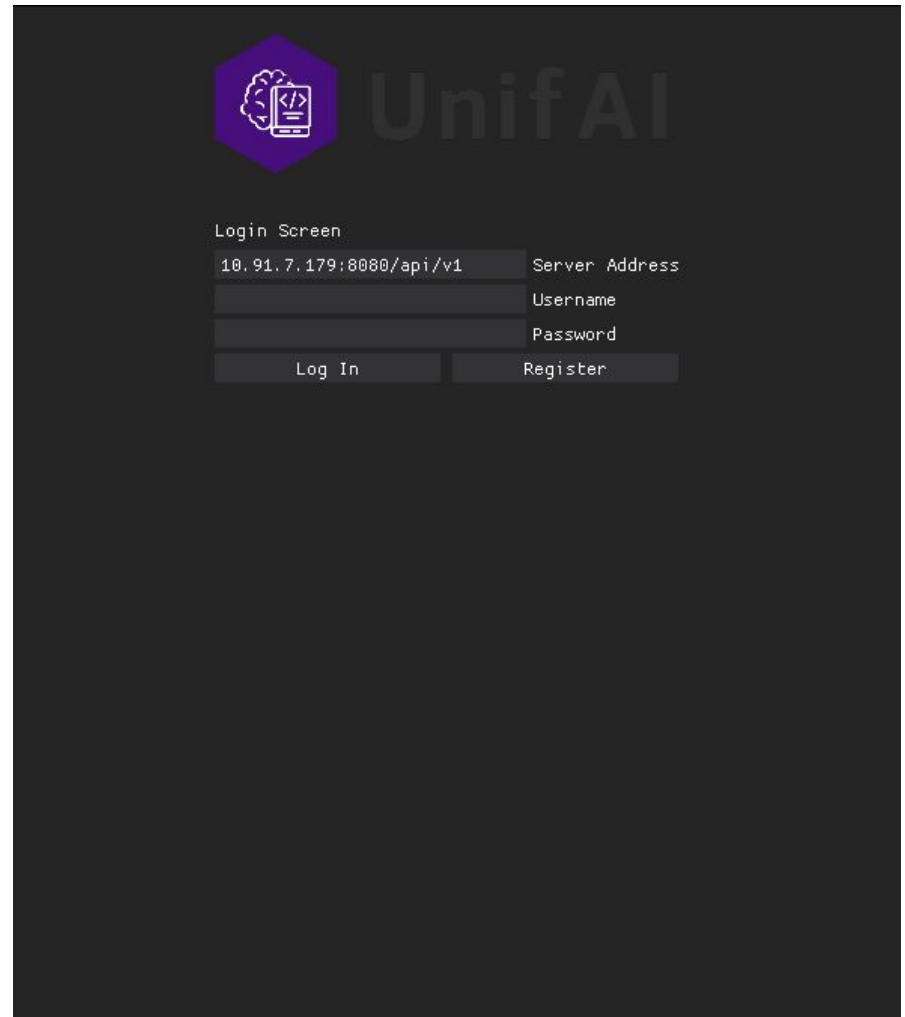 </>
UnifAI
Login Screen
10.91.7.179:8080/api/v1 Server Address
Username
Password
Log In Register